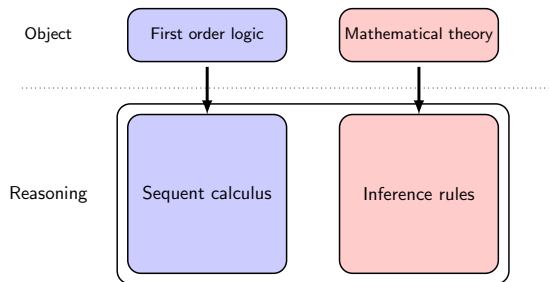 Object
First order logic
Mathematical theory
Reasoning
Sequent calculus
Inference rules